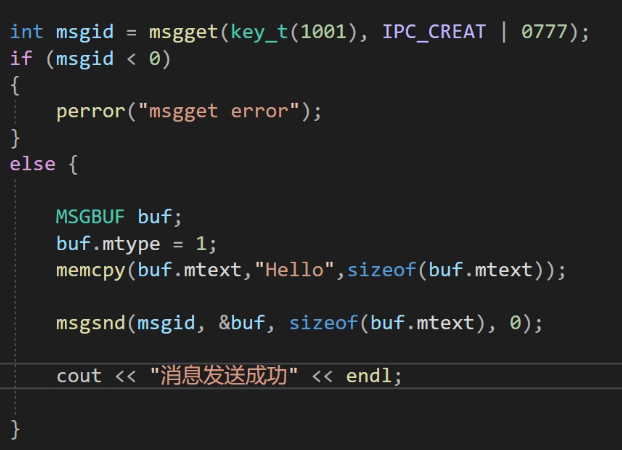 int msgid = msgget(key_t(1001), IPC_CREAT | 0777);
if (msgid < 0)
{
    perror("msgget error");
}
else {
    MSGBUF buf;
    buf.mtype = 1;
    memcpy(buf.mtext,"Hello",sizeof(buf.mtext));
    msgsnd(msgid, &buf, sizeof(buf.mtext), 0);
    cout << "消息发送成功" << endl;
}